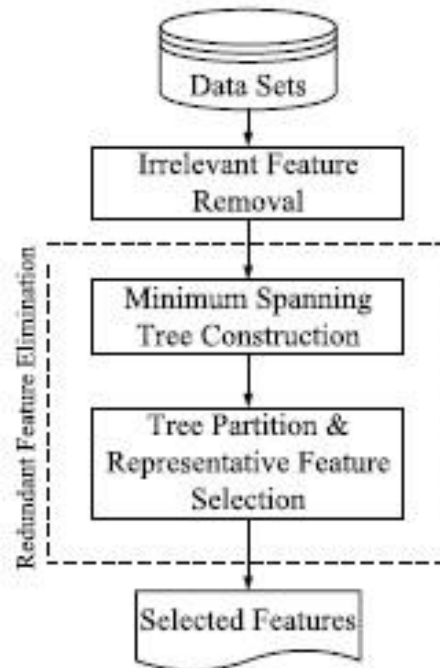 Data Sets
Irrelevant Feature
Removal
Redundant Feature Elimination
Minimum Spanning
Tree Construction
Tree Partition &
Representative Feature
Selection
Selected Features